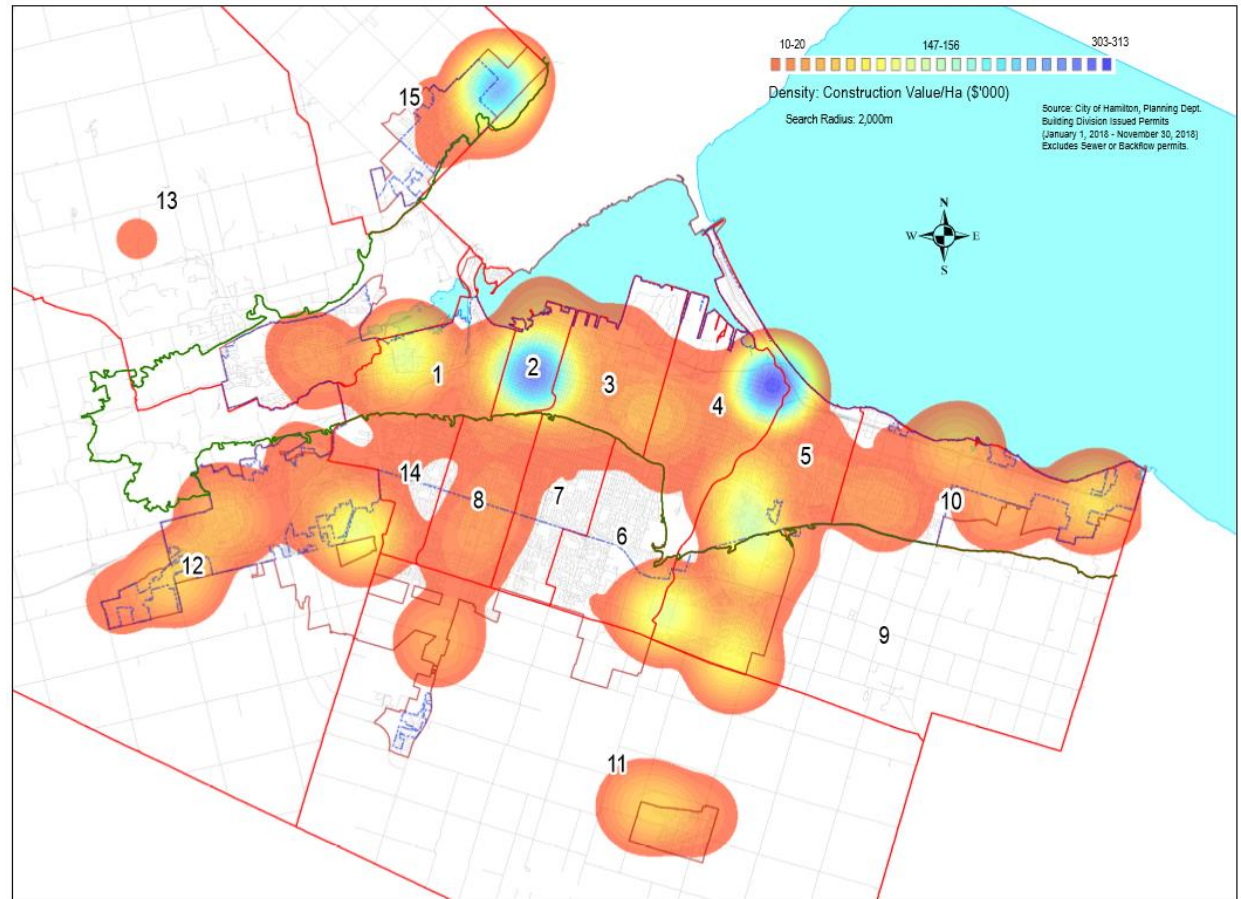 10-20 147-156 303-313
Density: Construction Value/Ha ($'000)
Search Radius: 2,000m
Source: City of Hamilton, Planning Dept.
Building Division Issued Permits
(January 1, 2018 - November 30, 2018)
Excludes Sewer or Backflow permits.
15
13
N
W E
S
1
2
3
4
5
14
8
7
6
10
12
9
11